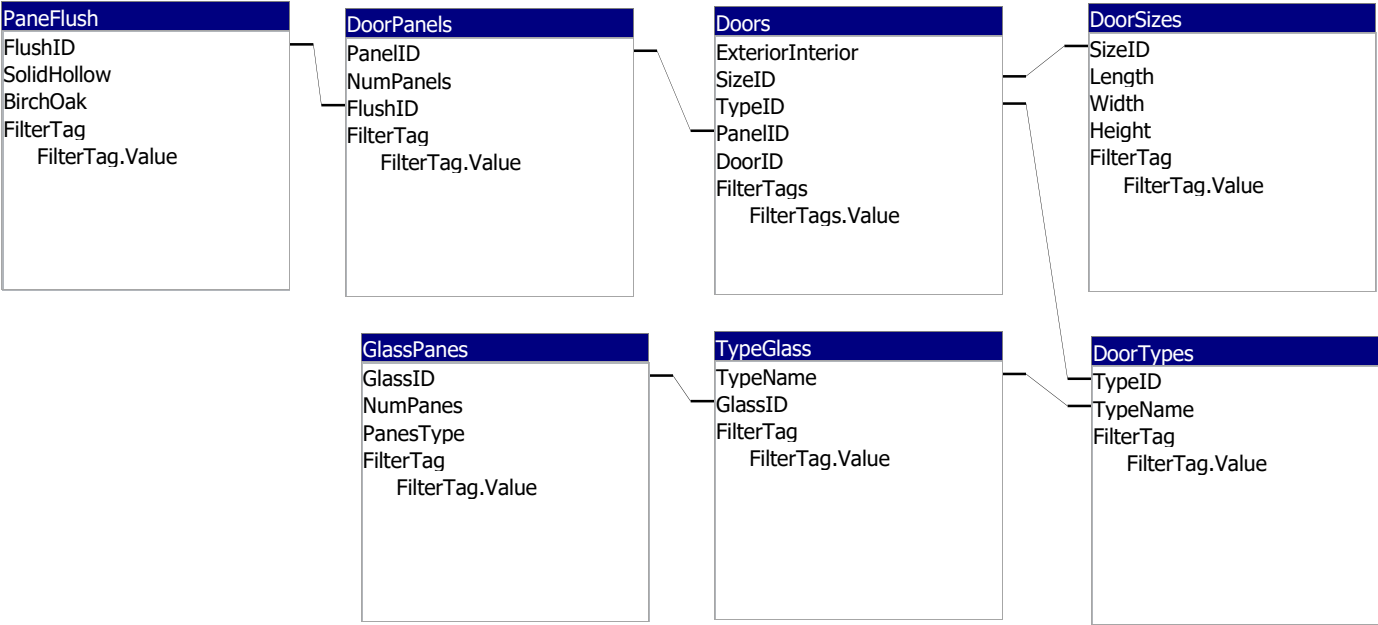 PaneFlush
FlushID
SolidHollow
BirchOak
FilterTag
FilterTag.Value
DoorPanels
PanelID
NumPanels
FlushID
FilterTag
FilterTag.Value
Doors
ExteriorInterior
SizeID
TypeID
PanelID
DoorID
FilterTags
FilterTags.Value
DoorSizes
SizeID
Length
Width
Height
FilterTag
FilterTag.Value
GlassPanes
GlassID
NumPanes
PanesType
FilterTag
FilterTag.Value
TypeGlass
TypeName
GlassID
FilterTag
FilterTag.Value
DoorTypes
TypeID
TypeName
FilterTag
FilterTag.Value